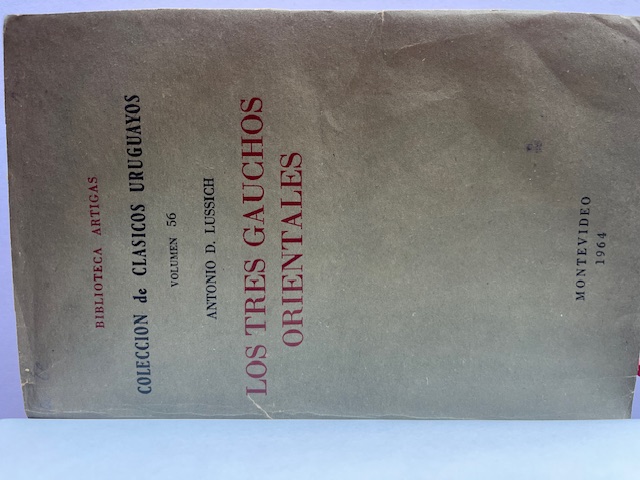 BIBLIOTECA ARTIGAS
COLECCION de CLASICOS URUGUAYOS
VOLUMEN 56
ANTONIO D. LUSSICH
LOS TRES GAUCHOS
ORIENTALES
MONTEVIDEO
1964